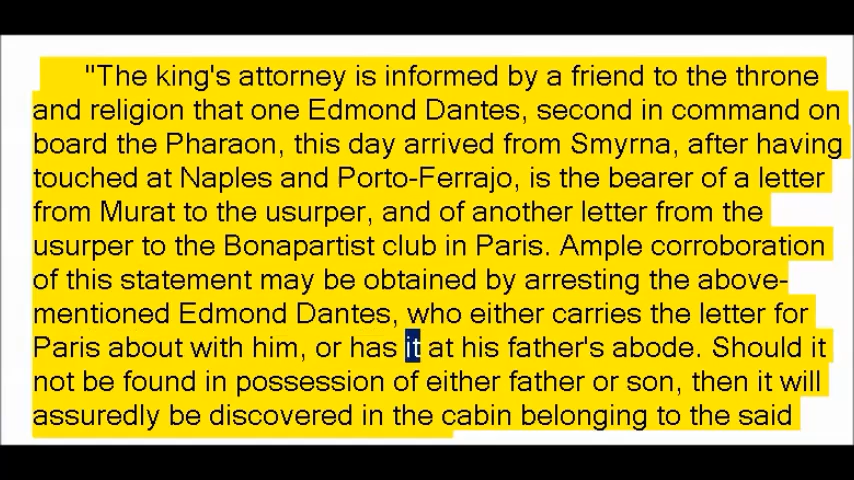 "The king's attorney is informed by a friend to the throne
and religion that one Edmond Dantes, second in command on
board the Pharaon, this day arrived from Smyrna, after having
touched at Naples and Porto-Ferrajo, is the bearer of a letter
from Murat to the usurper, and of another letter from the
usurper to the Bonapartist club in Paris. Ample corroboration
of this statement may be obtained by arresting the above-
mentioned Edmond Dantes, who either carries the letter for
Paris about with him, or has it at his father's abode. Should it
not be found in possession of either father or son, then it will
assuredly be discovered in the cabin belonging to the said